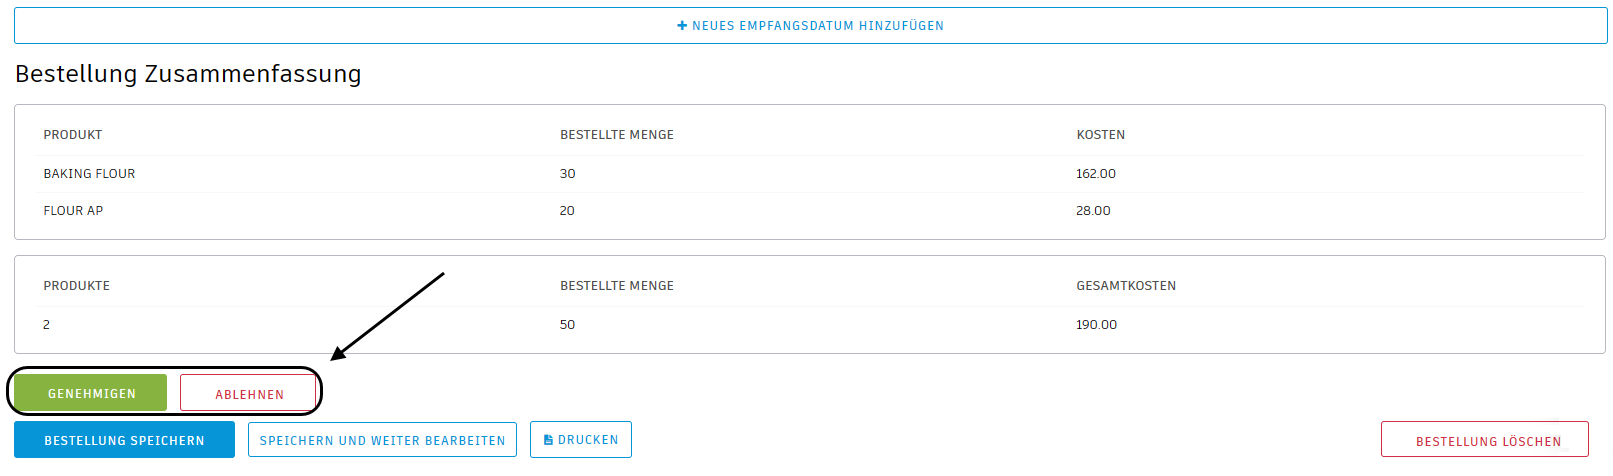 NEUES EMPFANGSDATUM HINZUFÜGEN
Bestellung Zusammenfassung
PRODUKT BESTELLTE MENGE KOSTEN
BAKING FLOUR 30 162.00
FLOUR AP 20 28.00
PRODUKTE BESTELLTE MENGE GESAMTKOSTEN
2 50 190.00
GENEHMIGEN ABLEHNEN
BESTELLUNG SPEICHERN SPEICHERN UND WEITER BEARBEITEN DRUCKEN BESTELLUNG LÖSCHEN